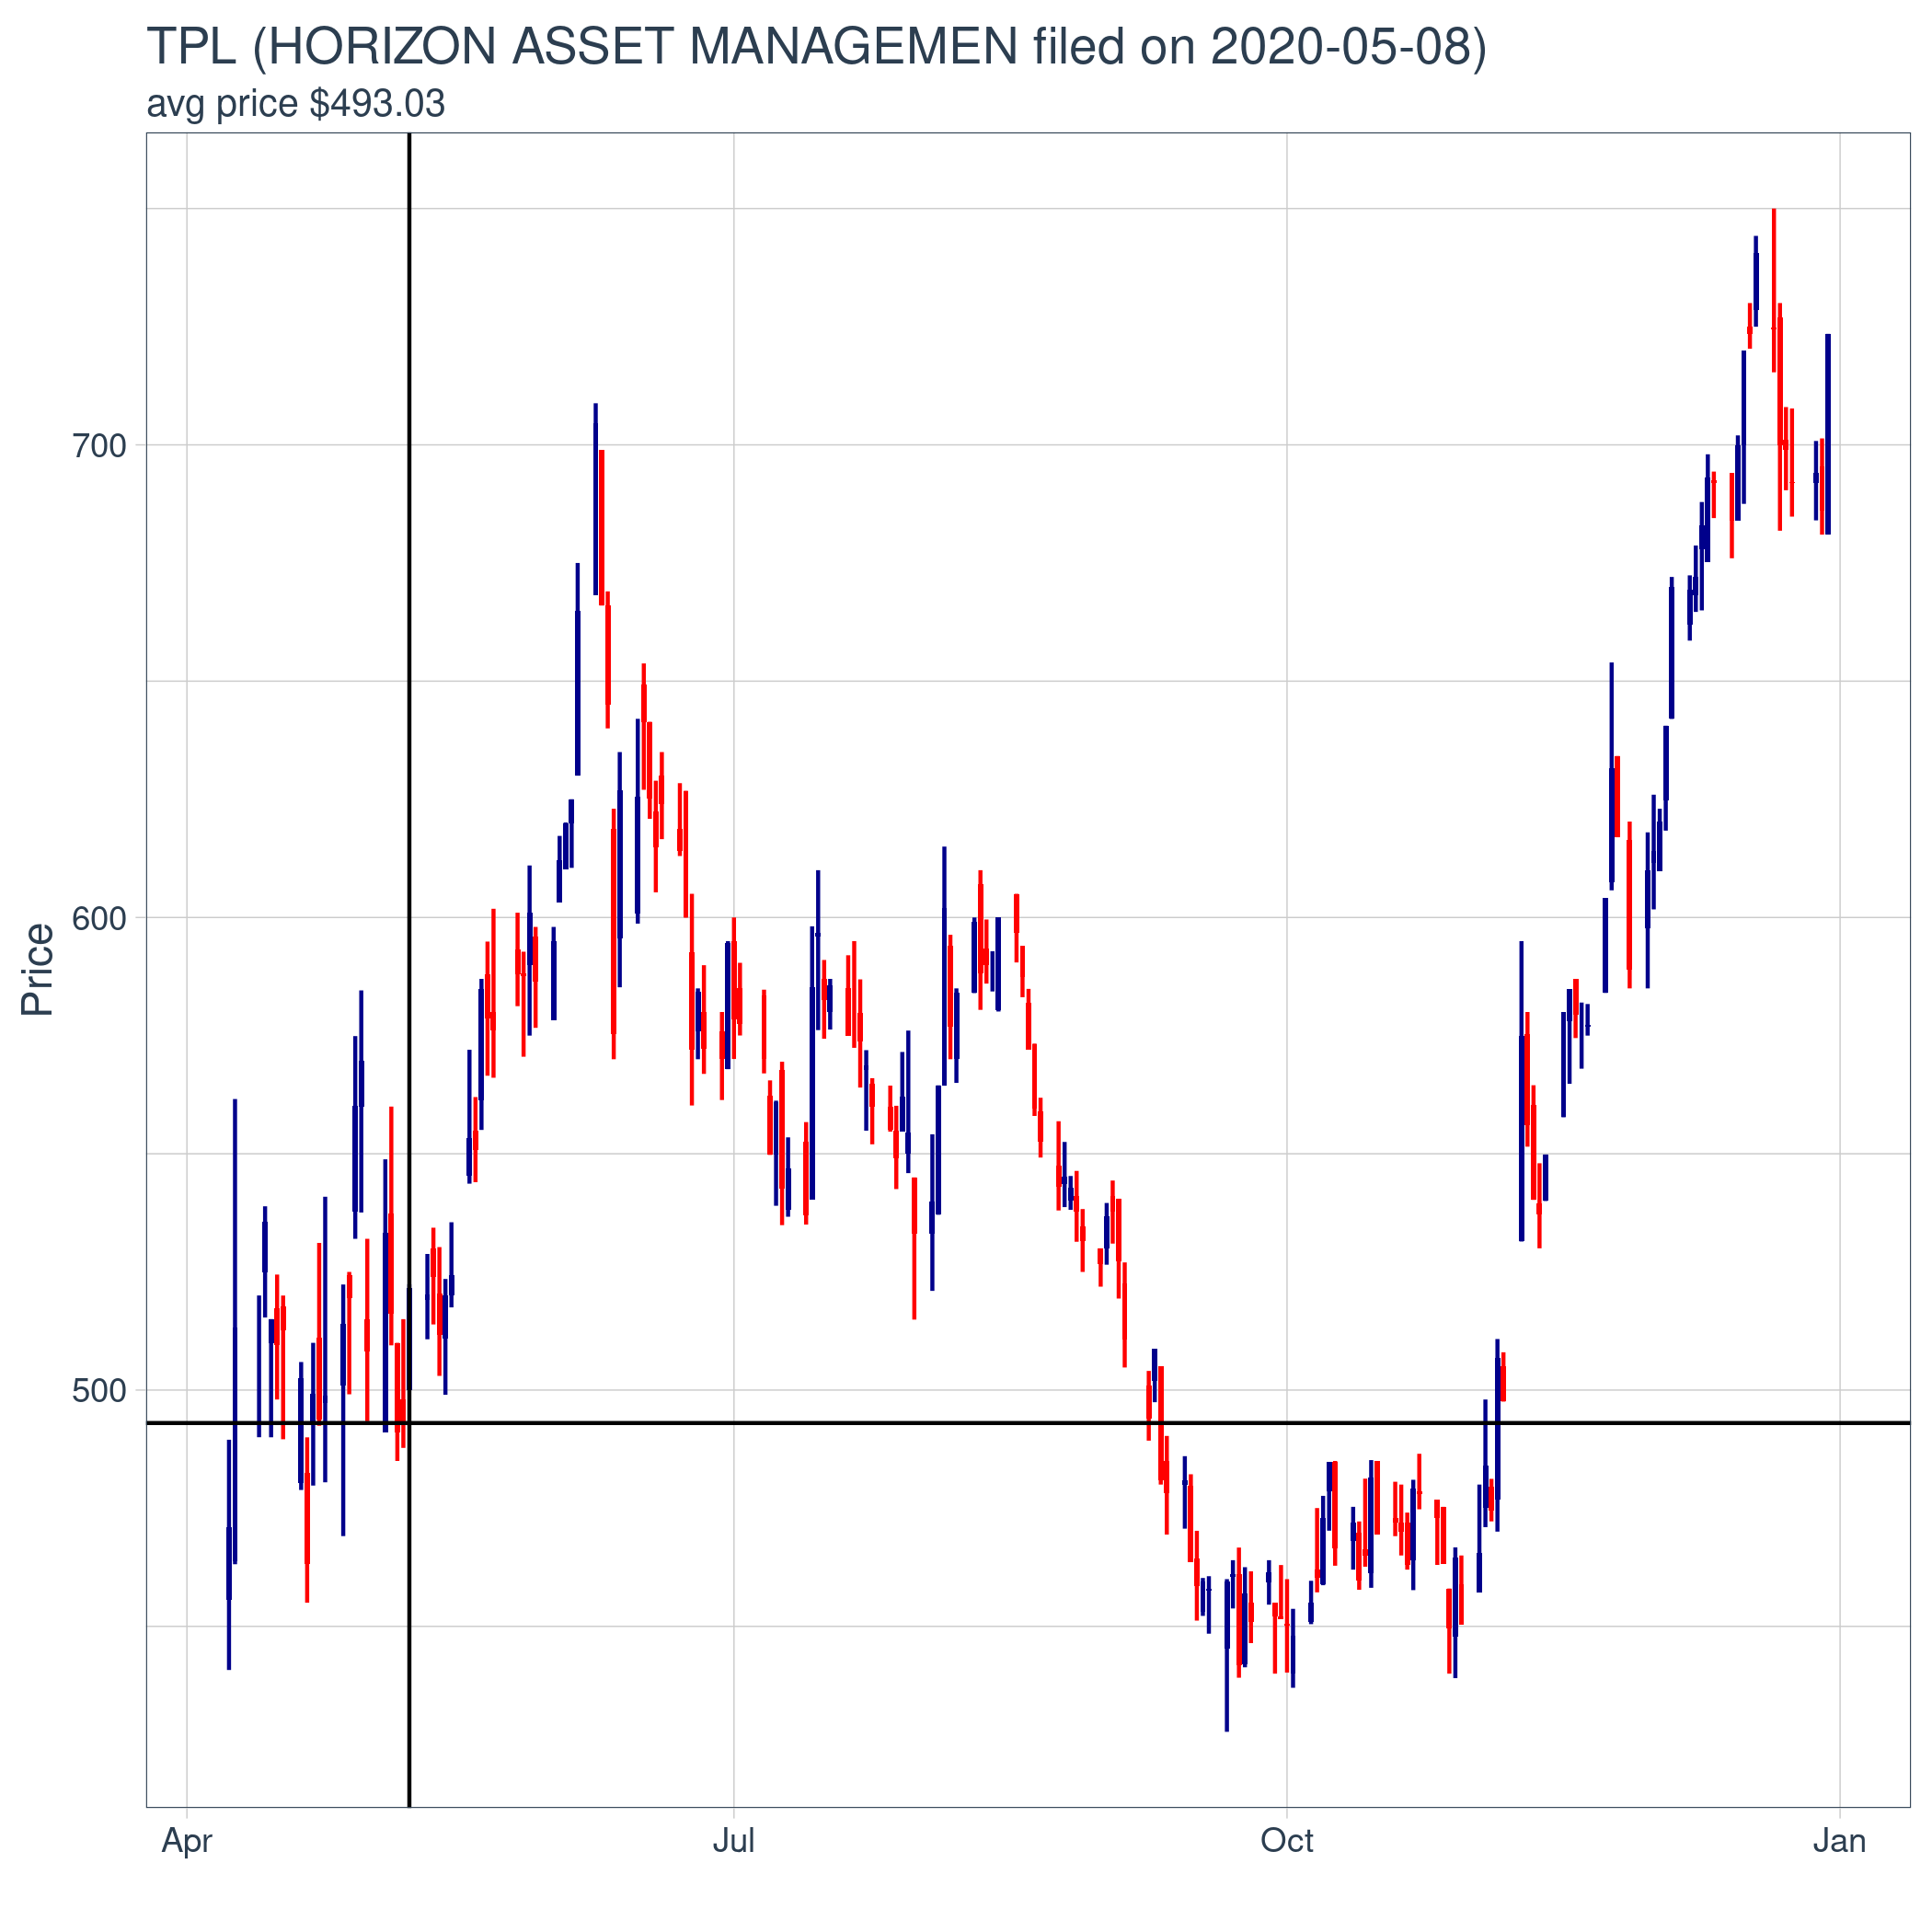 TPL (HORIZON ASSET MANAGEMEN filed on 2020-05-08)
avg price $493.03
700
600
500
Price
Apr Jul Oct Jan